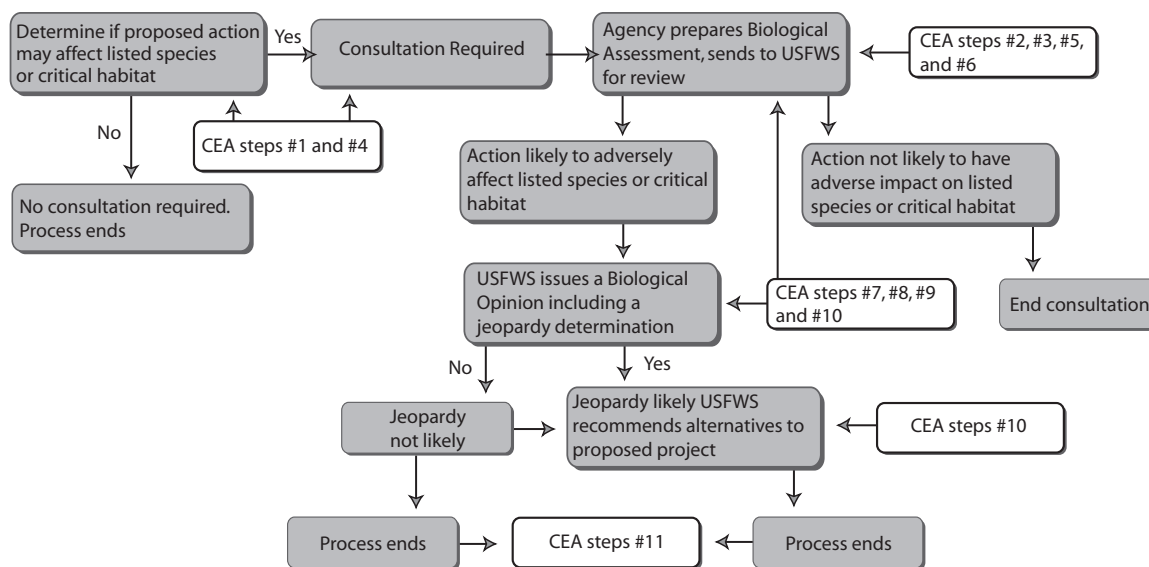 Determine if proposed action
may affect listed species
or critical habitat
Yes
Consultation Required
Agency prepares Biological
Assessment, sends to USFWS
for review
CEA steps #2, #3, #5,
and #6
No
CEA steps #1 and #4
Action likely to adversely
affect listed species or critical
habitat
Action not likely to have
adverse impact on listed
species or critical habitat
No consultation required.
Process ends
USFWS issues a Biological
Opinion including a
jeopardy determination
CEA steps #7, #8, #9
and #10
End consultation
No
Yes
Jeopardy
not likely
Jeopardy likely USFWS
recommends alternatives to
proposed project
CEA steps #10
Process ends
CEA steps #11
Process ends